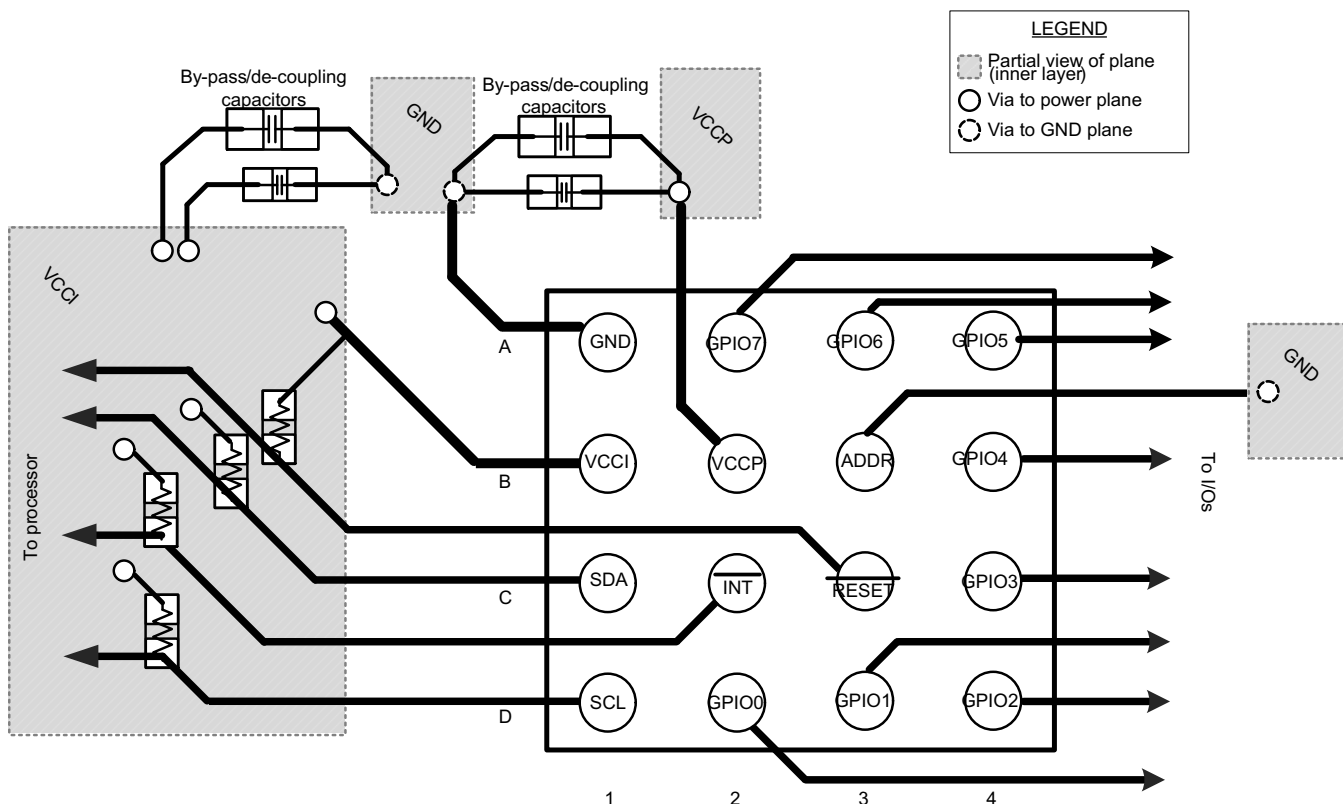 LEGEND
Partial view of plane
(inner layer)
Via to power plane
Via to GND plane
By-pass/de-coupling
capacitors
GND
By-pass/de-coupling
capacitors
VCCP
VCCI
To processor
A
GND
GPIO7
GPIO6
GPIO5
GND
B
VCCI
VCCP
ADDR
GPIO4
To I/Os
C
SDA
INT
RESET
GPIO3
D
SCL
GPIO0
GPIO1
GPIO2
1
2
3
4